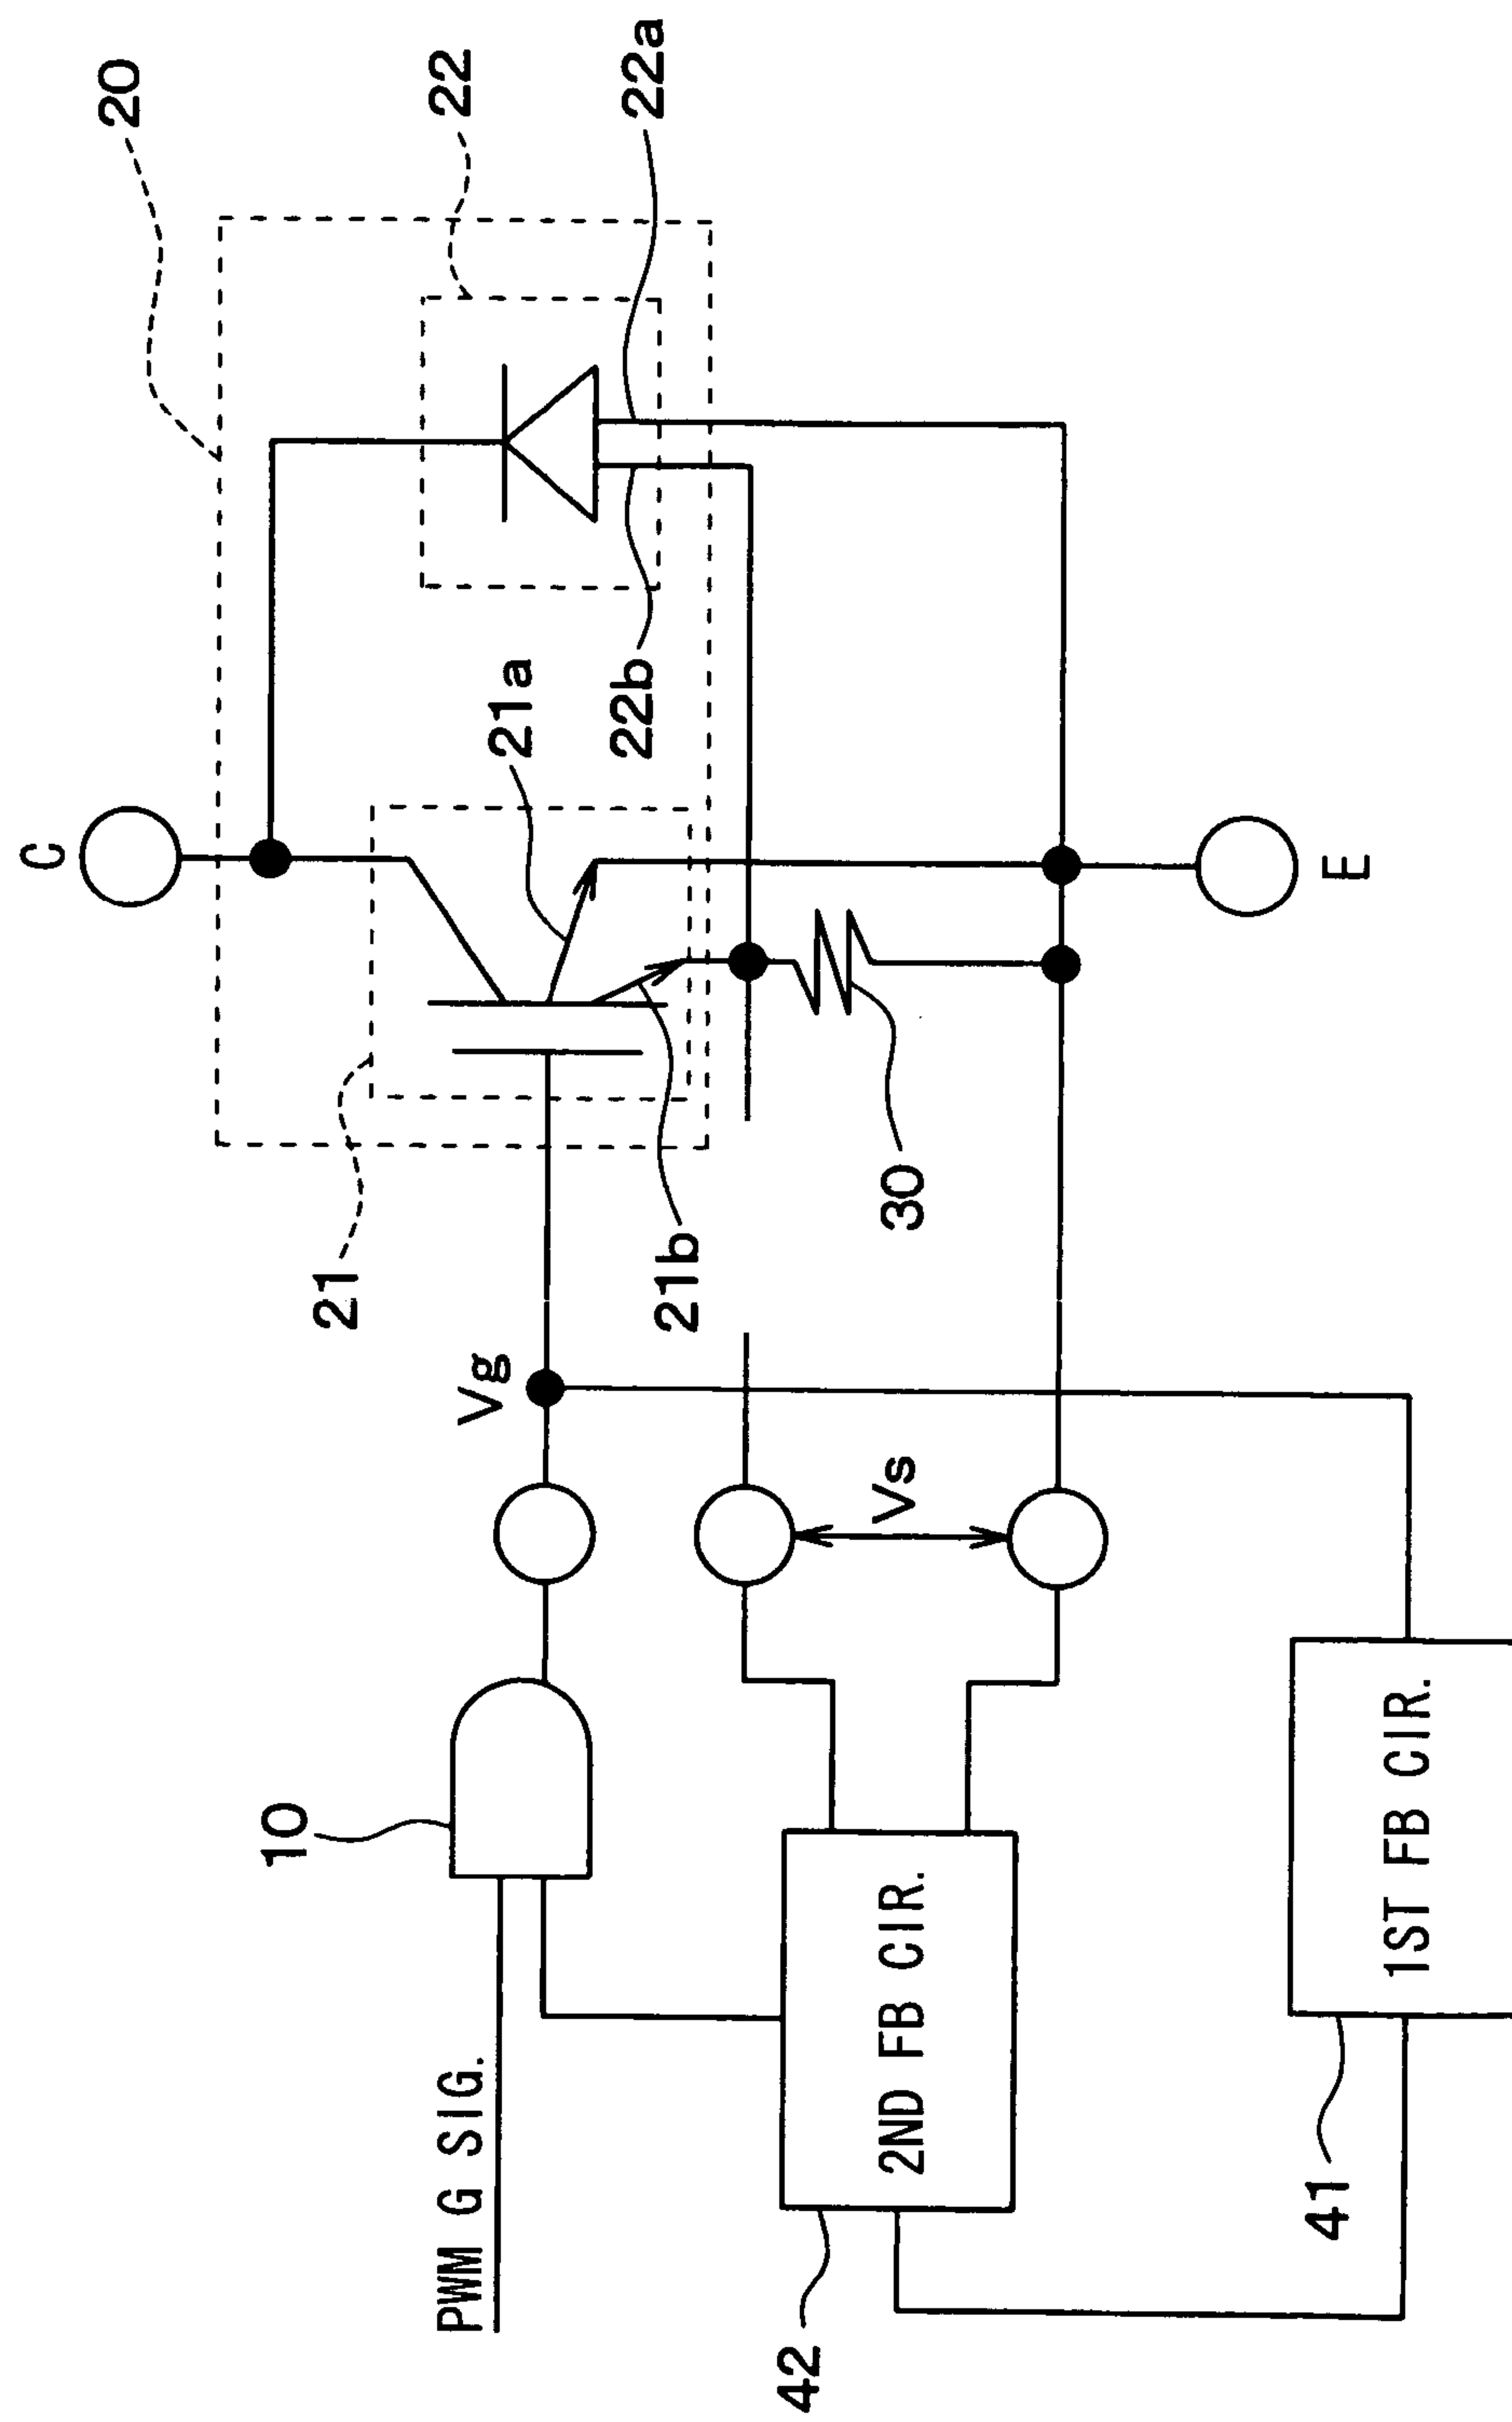 20
22
22a
C
21a
22b
21
21b
30
E
Vg
Vs
10
PWM G SIG.
2ND FB CIR.
42
1ST FB CIR.
41